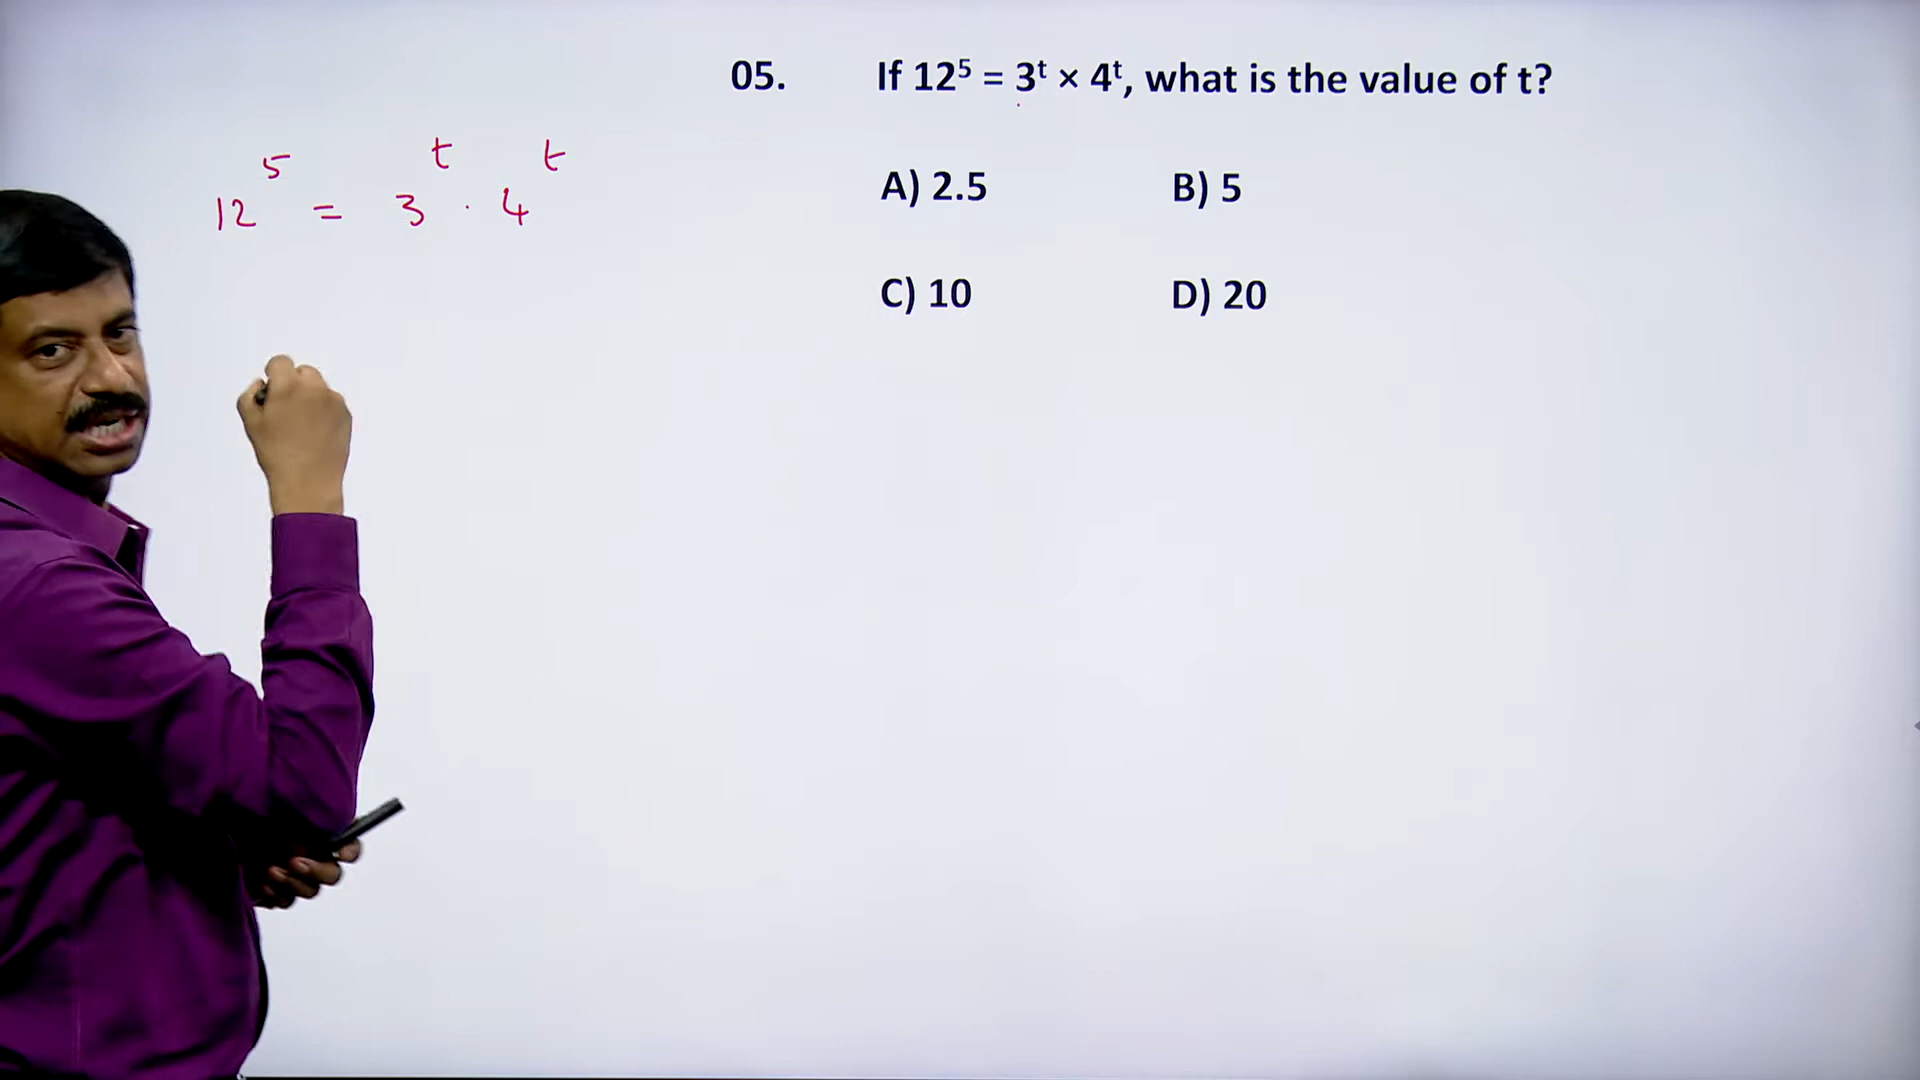 05. If 12⁵ = 3ᵗ × 4ᵗ, what is the value of t?
A) 2.5 B) 5
C) 10 D) 20
12⁵ = 3ᵗ · 4ᵗ